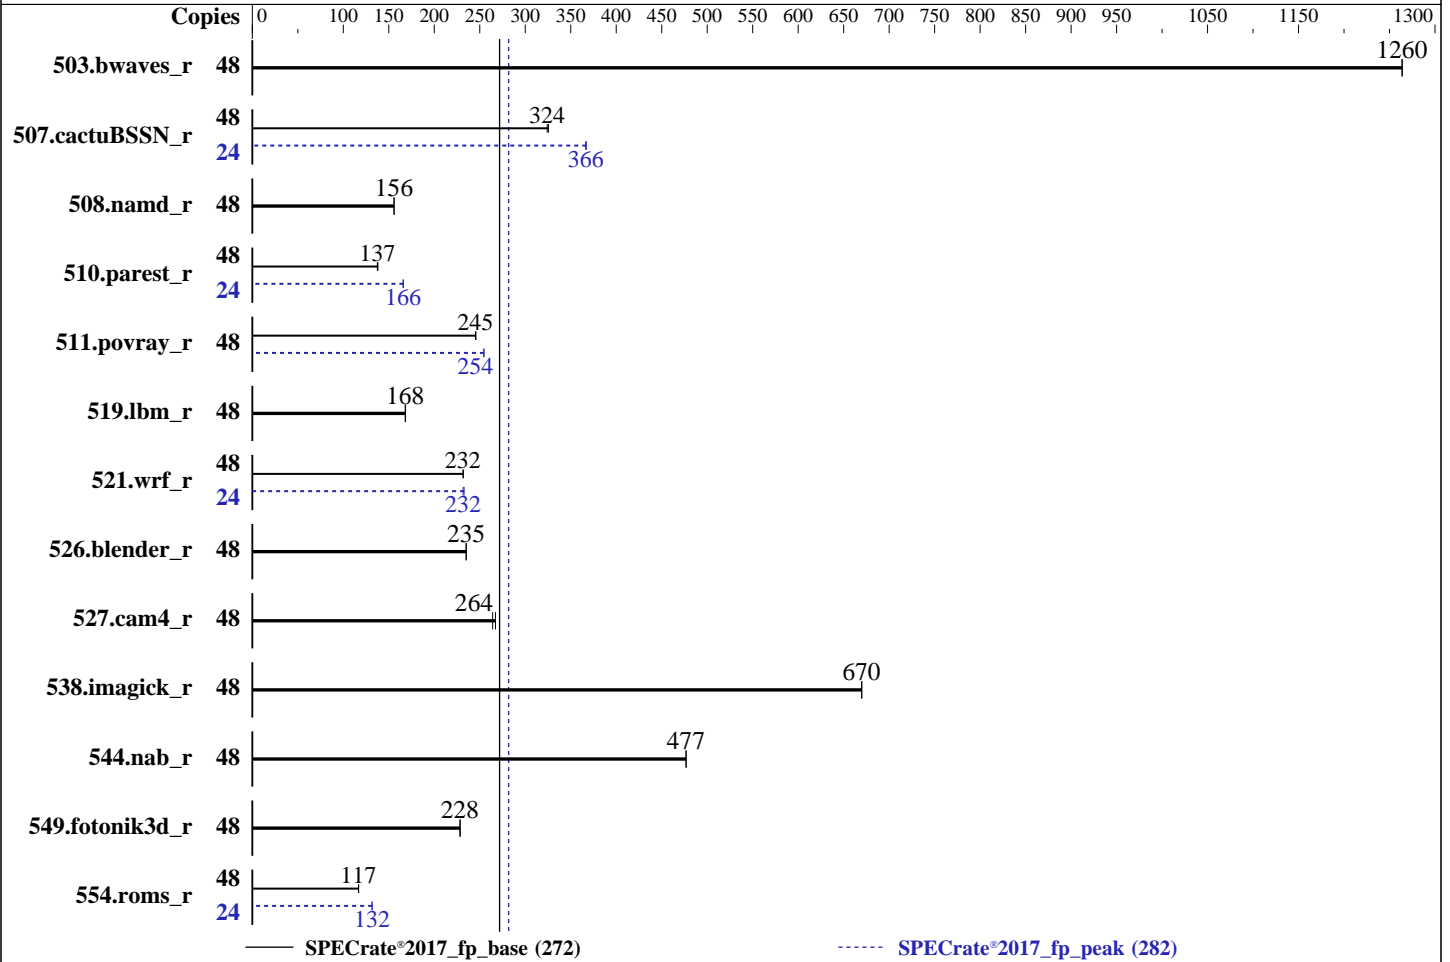 Copies 0 100 150 200 250 300 350 400 450 500 550 600 650 700 750 800 850 900 950 1050 1150 1300
503.bwaves_r 48 1260
507.cactuBSSN_r 48 324
24 366
508.namd_r 48 156
510.parest_r 48 137
24 166
511.povray_r 48 245
254
519.lbm_r 48 168
521.wrf_r 48 232
24 232
526.blender_r 48 235
527.cam4_r 48 264
538.imagick_r 48 670
544.nab_r 48 477
549.fotonik3d_r 48 228
554.roms_r 48 117
24 132
SPECrate®2017_fp_base (272) SPECrate®2017_fp_peak (282)